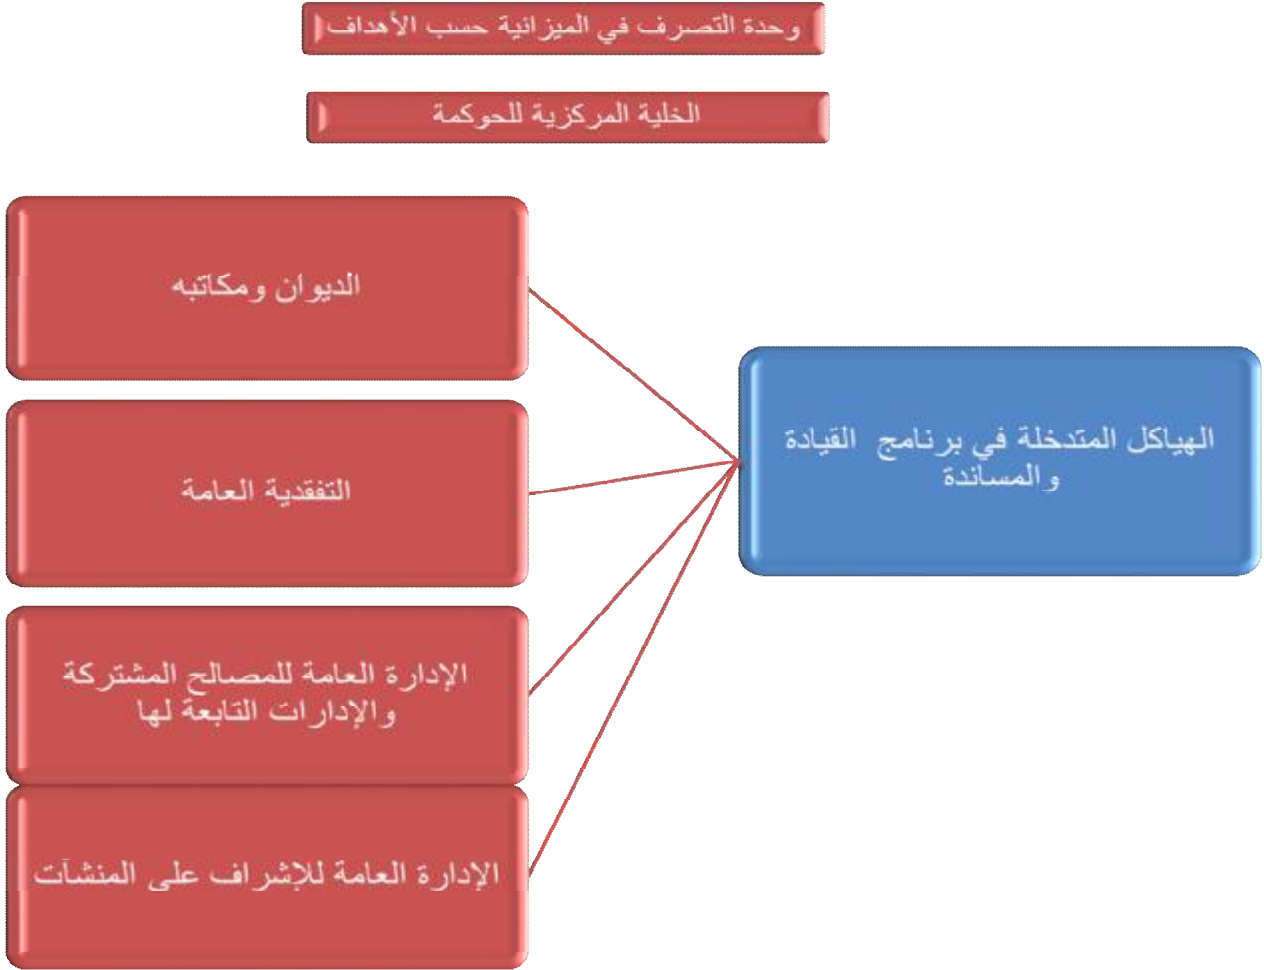 وحدة التصرف في الميزانية حسب الأهداف
الخلية المركزية للحوكمة
الديوان ومكاتبه
الهياكل المتدخلة في برنامج القيادة
والمساندة
التفقدية العامة
الإدارة العامة للمصالح المشتركة
والإدارات التابعة لها
الإدارة العامة للإشراف على المنشآت